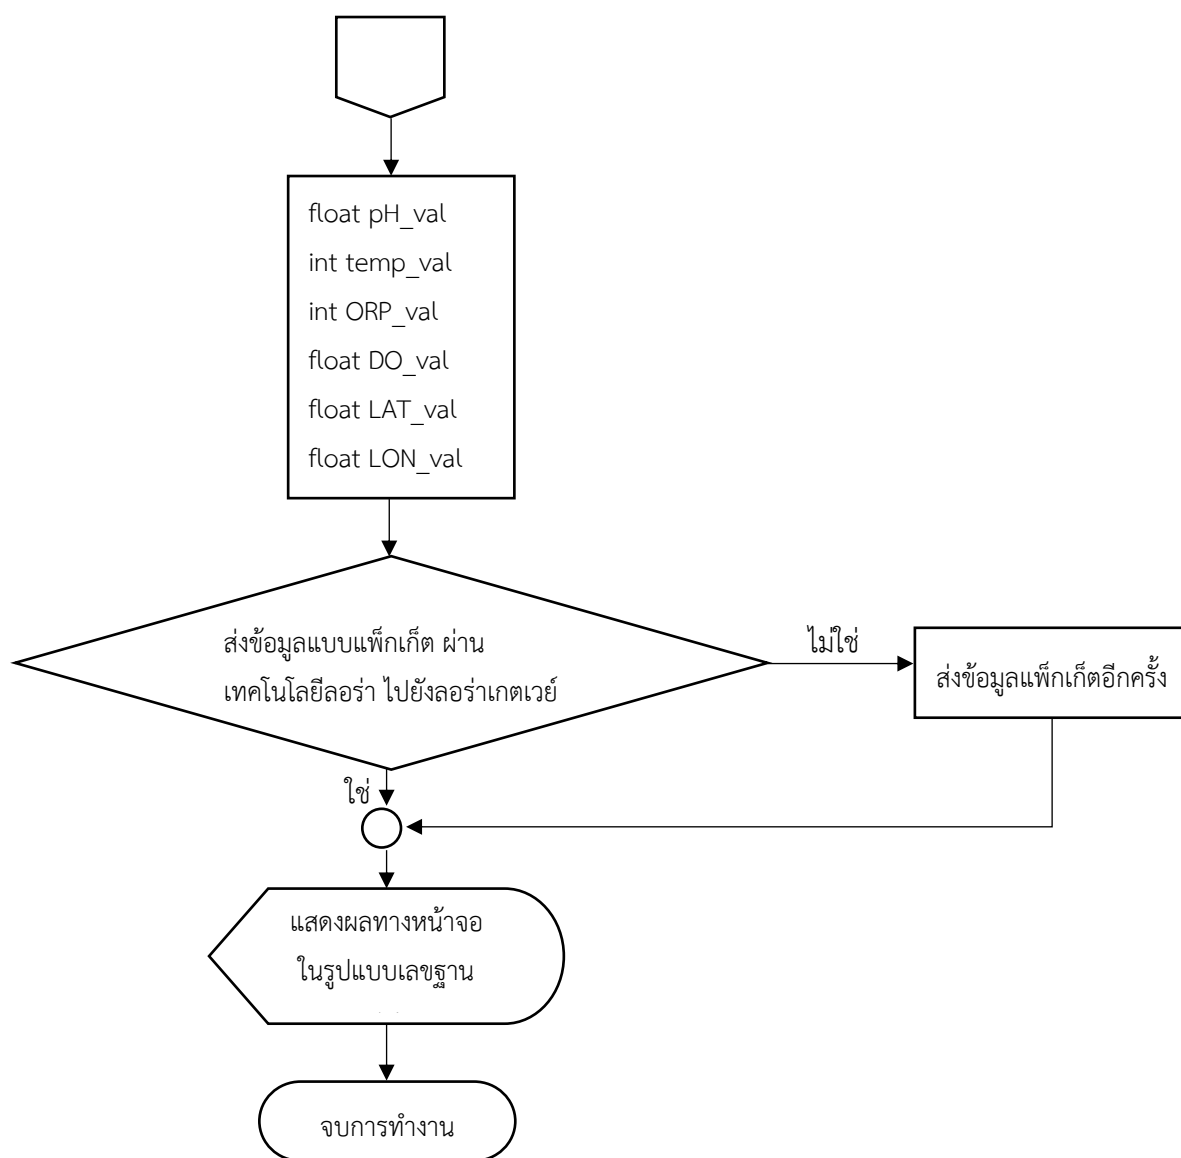 float pH_val
int temp_val
int ORP_val
float DO_val
float LAT_val
float LON_val
ส่งข้อมูลแบบแพ็กเก็ต ผ่าน
เทคโนโลยีลอร่า ไปยังลอร่าเกตเวย์
ไม่ใช่
ส่งข้อมูลแพ็กเก็ตอีกครั้ง
ใช่
แสดงผลทางหน้าจอ
ในรูปแบบเลขฐาน
จบการทำงาน